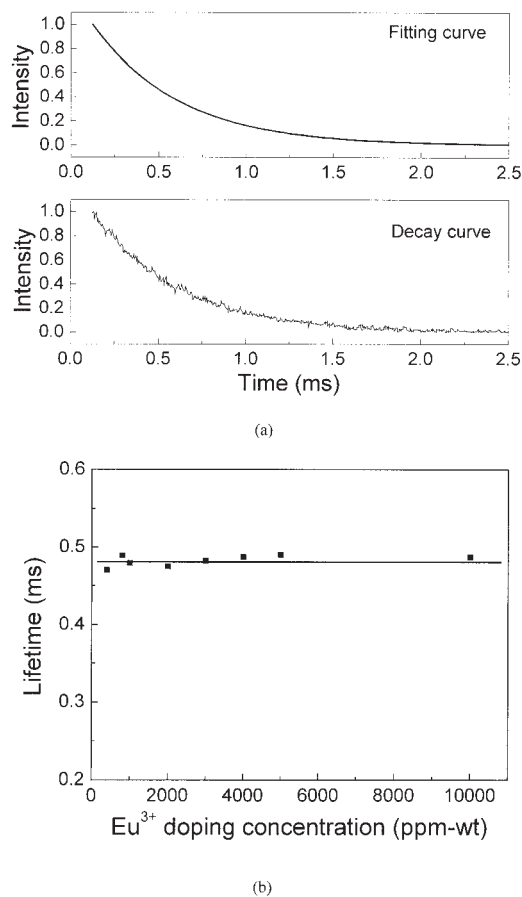 1.0
0.8
0.6
0.4
0.2
0.0
Intensity
Fitting curve
0.0 0.5 1.0 1.5 2.0 2.5
1.0
0.8
0.6
0.4
0.2
0.0
Intensity
Decay curve
0.0 0.5 1.0 1.5 2.0 2.5
Time (ms)
(a)
0.6
0.5
0.4
0.3
0.2
Lifetime (ms)
0 2000 4000 6000 8000 10000
Eu³⁺ doping concentration (ppm-wt)
(b)